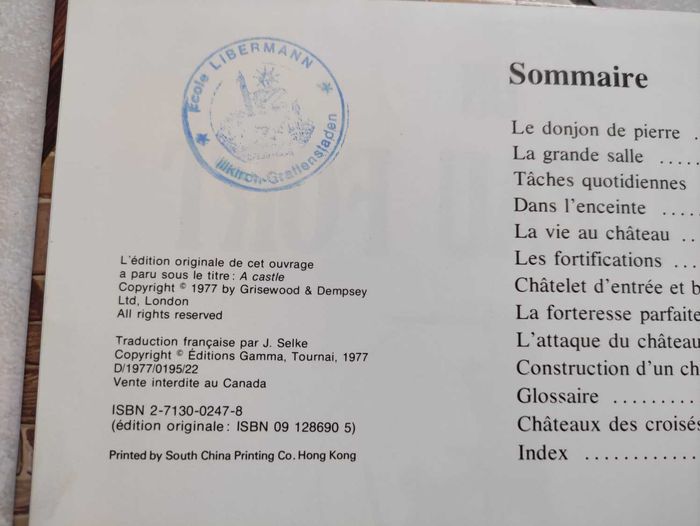 Ecole LIBERMANN
Illkirch-Graffenstaden
L'édition originale de cet ouvrage
a paru sous le titre : A castle
Copyright © 1977 by Grisewood & Dempsey
Ltd, London
All rights reserved
Traduction française par J. Selke
Copyright © Éditions Gamma, Tournai, 1977
D/1977/0195/22
Vente interdite au Canada
ISBN 2-7130-0247-8
(édition originale : ISBN 09 128690 5)
Printed by South China Printing Co. Hong Kong
Sommaire
Le donjon de pierre .
La grande salle .....
Tâches quotidiennes
Dans l'enceinte ....
La vie au château ..
Les fortifications ...
Châtelet d'entrée et b
La forteresse parfaite
L'attaque du château
Construction d'un ch
Glossaire ..........
Châteaux des croisés
Index .............